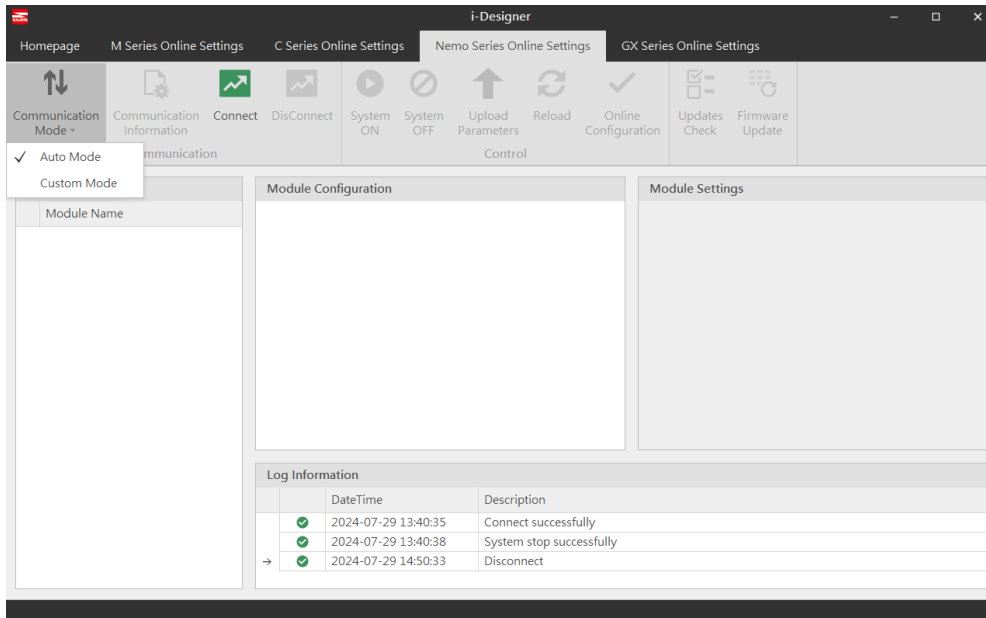 i-Designer
Homepage M Series Online Settings C Series Online Settings Nemo Series Online Settings GX Series Online Settings
Communication Mode
Communication Information
Connect
DisConnect
System ON
System OFF
Upload Parameters
Reload
Online Configuration
Updates Check
Firmware Update
mmunication
Control
Auto Mode
Custom Mode
Module Name
Module Configuration
Module Settings
Log Information
DateTime Description
2024-07-29 13:40:35 Connect successfully
2024-07-29 13:40:38 System stop successfully
2024-07-29 14:50:33 Disconnect